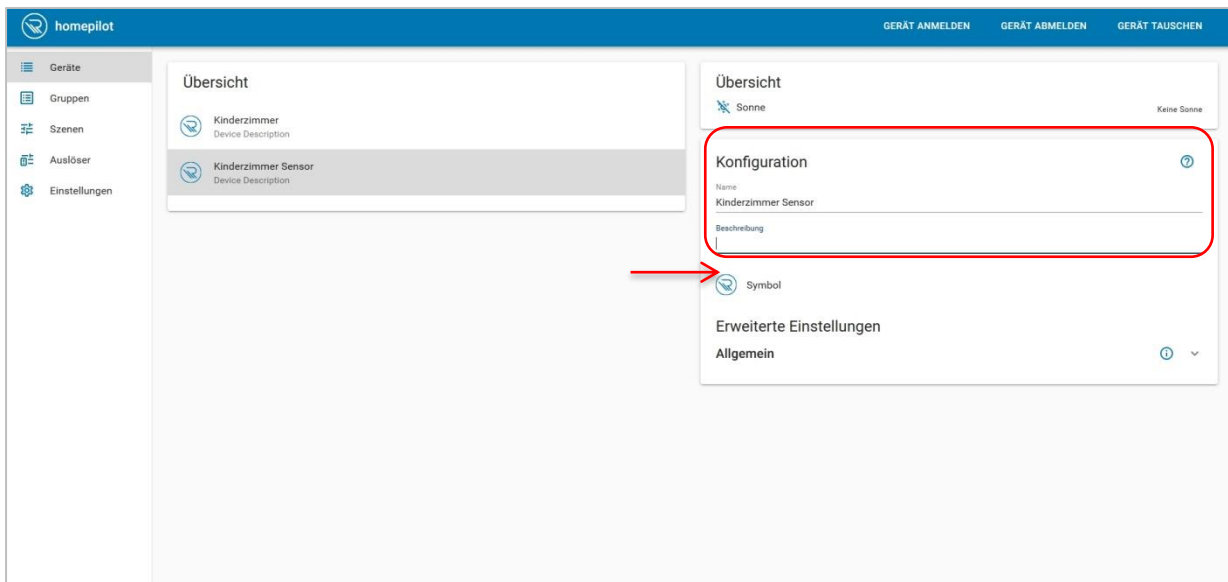 homepilot
GERÄT ANMELDEN GERÄT ABMELDEN GERÄT TAUSCHEN
Geräte
Gruppen
Szenen
Auslöser
Einstellungen
Übersicht
Kinderzimmer
Device Description
Kinderzimmer Sensor
Device Description
Übersicht
Sonne Keine Sonne
Konfiguration
Name
Kinderzimmer Sensor
Beschreibung
Symbol
Erweiterte Einstellungen
Allgemein